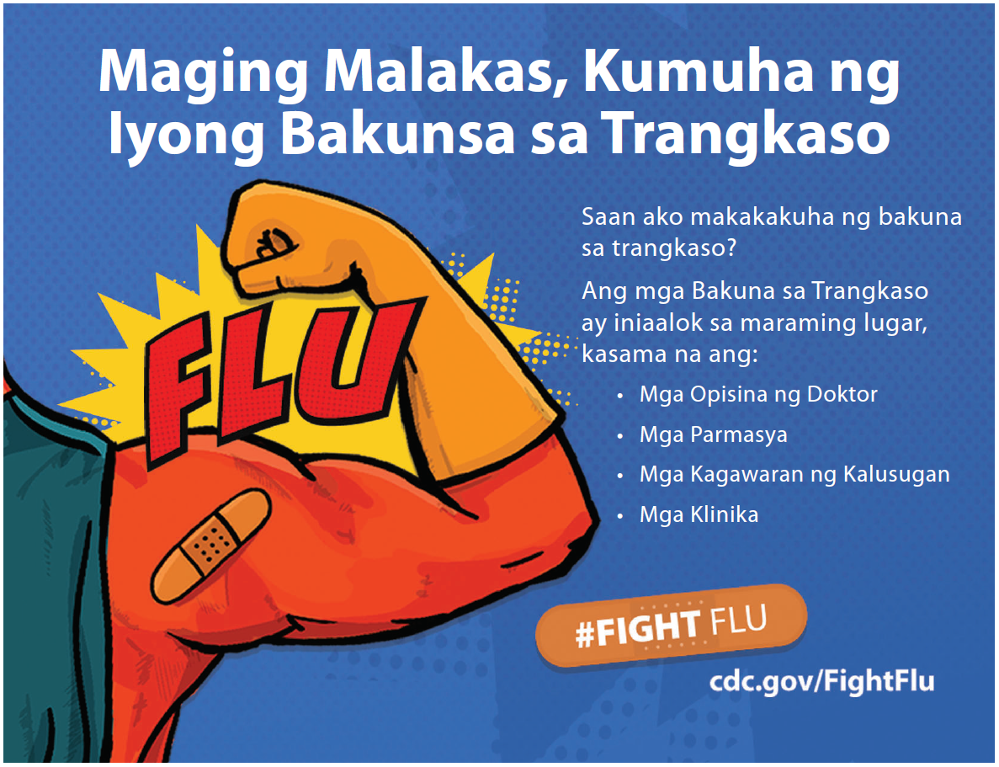 Maging Malakas, Kumuha ng
Iyong Bakunsa sa Trangkaso
FLU
Saan ako makakakuha ng bakuna
sa trangkaso?
Ang mga Bakuna sa Trangkaso
ay iniaalok sa maraming lugar,
kasama na ang:
• Mga Opisina ng Doktor
• Mga Parmasya
• Mga Kagawaran ng Kalusugan
• Mga Klinika
#FIGHT FLU
cdc.gov/FightFlu